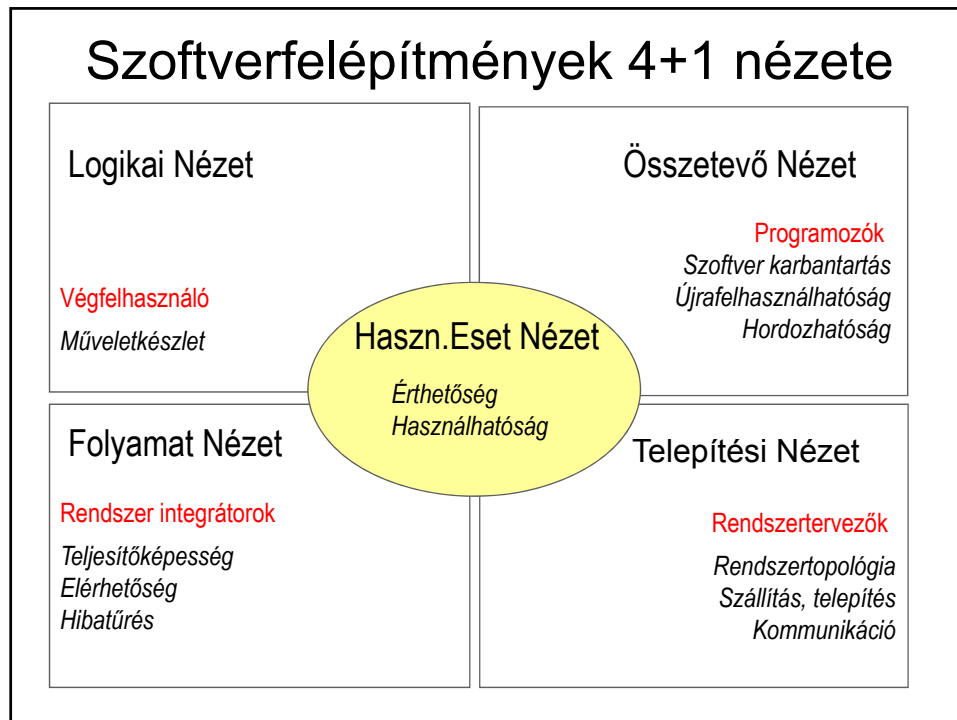 Szoftverfelépítmények 4+1 nézete
Logikai Nézet
Végfelhasználó
Műveletkészlet
Összetevő Nézet
Programozók
Szoftver karbantartás
Újrafelhasználhatóság
Hordozhatóság
Haszn.Eset Nézet
Érthetőség
Használhatóság
Folyamat Nézet
Rendszer integrátorok
Teljesítőképesség
Elérhetőség
Hibatűrés
Telepítési Nézet
Rendszertervezők
Rendszertopológia
Szállítás, telepítés
Kommunikáció